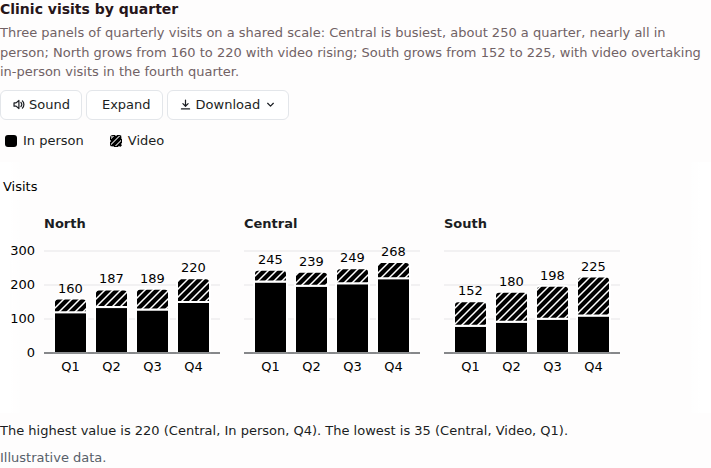 Clinic visits by quarter
Three panels of quarterly visits on a shared scale: Central is busiest, about 250 a quarter, nearly all in
person; North grows from 160 to 220 with video rising; South grows from 152 to 225, with video overtaking
in-person visits in the fourth quarter.
Sound Expand Download
In person Video
Visits
North Central South
300
200
100
0
160 187 189 220
245 239 249 268
152 180 198 225
Q1 Q2 Q3 Q4 Q1 Q2 Q3 Q4 Q1 Q2 Q3 Q4
The highest value is 220 (Central, In person, Q4). The lowest is 35 (Central, Video, Q1).
Illustrative data.